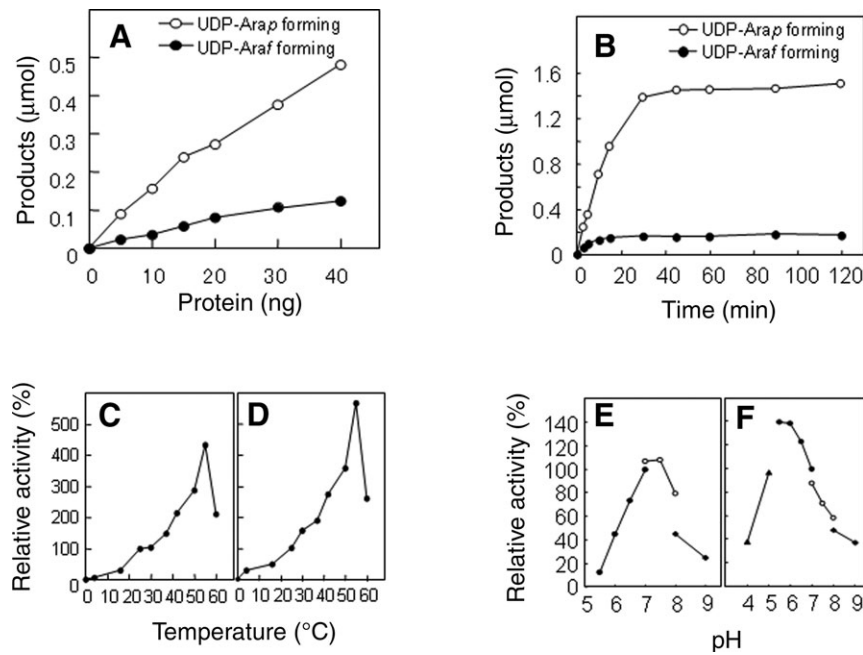 A
UDP-Arap forming
UDP-Araf forming
Products (μmol)
0.5
0.4
0.3
0.2
0.1
0
0 10 20 30 40
Protein (ng)
B
UDP-Arap forming
UDP-Araf forming
Products (μmol)
1.6
1.2
0.8
0.4
0
0 20 40 60 80 100 120
Time (min)
C
D
Relative activity (%)
500
400
300
200
100
0
0 10 20 30 40 50 60
0 10 20 30 40 50 60
Temperature (°C)
E
F
Relative activity (%)
140
120
100
80
60
40
20
0
5 6 7 8 9
4 5 6 7 8 9
pH